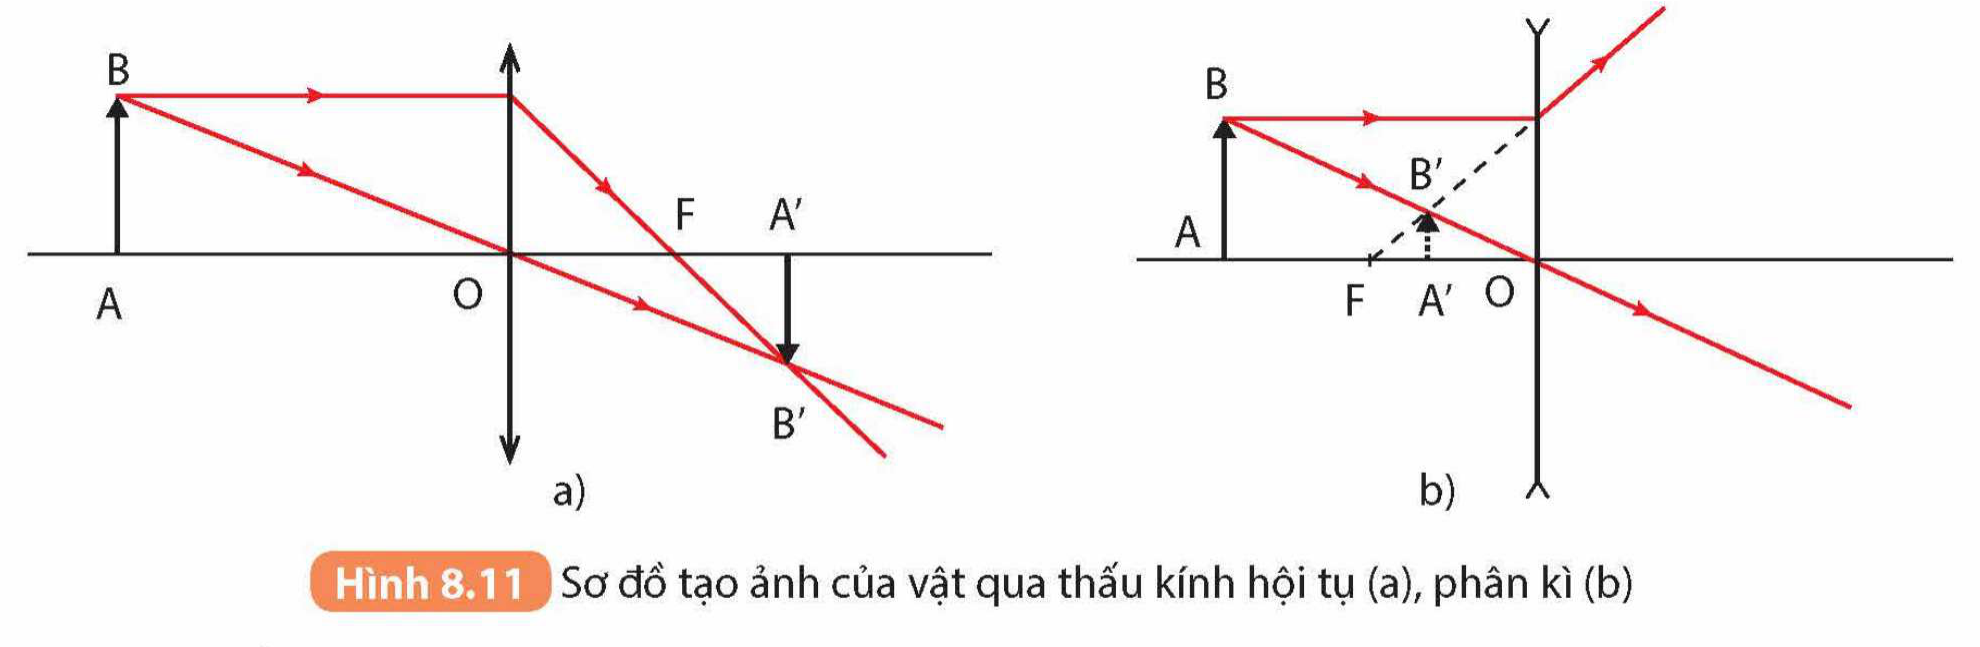 B
A
O
F
A′
B′
a)
B
A
B′
F
A′
O
b)
Hình 8.11 Sơ đồ tạo ảnh của vật qua thấu kính hội tụ (a), phân kì (b)